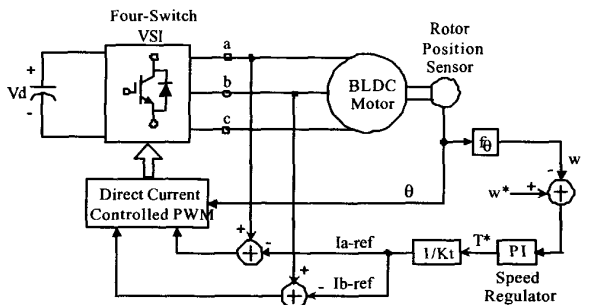 Four-Switch
VSI
Rotor
Position
Sensor
a
b
c
+
Vd
-
BLDC
Motor
fθ
w
-
w*
+
+
θ
Direct Current
Controlled PWM
+
-
+
Ia-ref
1/Kt
T*
PI
Speed
Regulator
+
-
+
Ib-ref